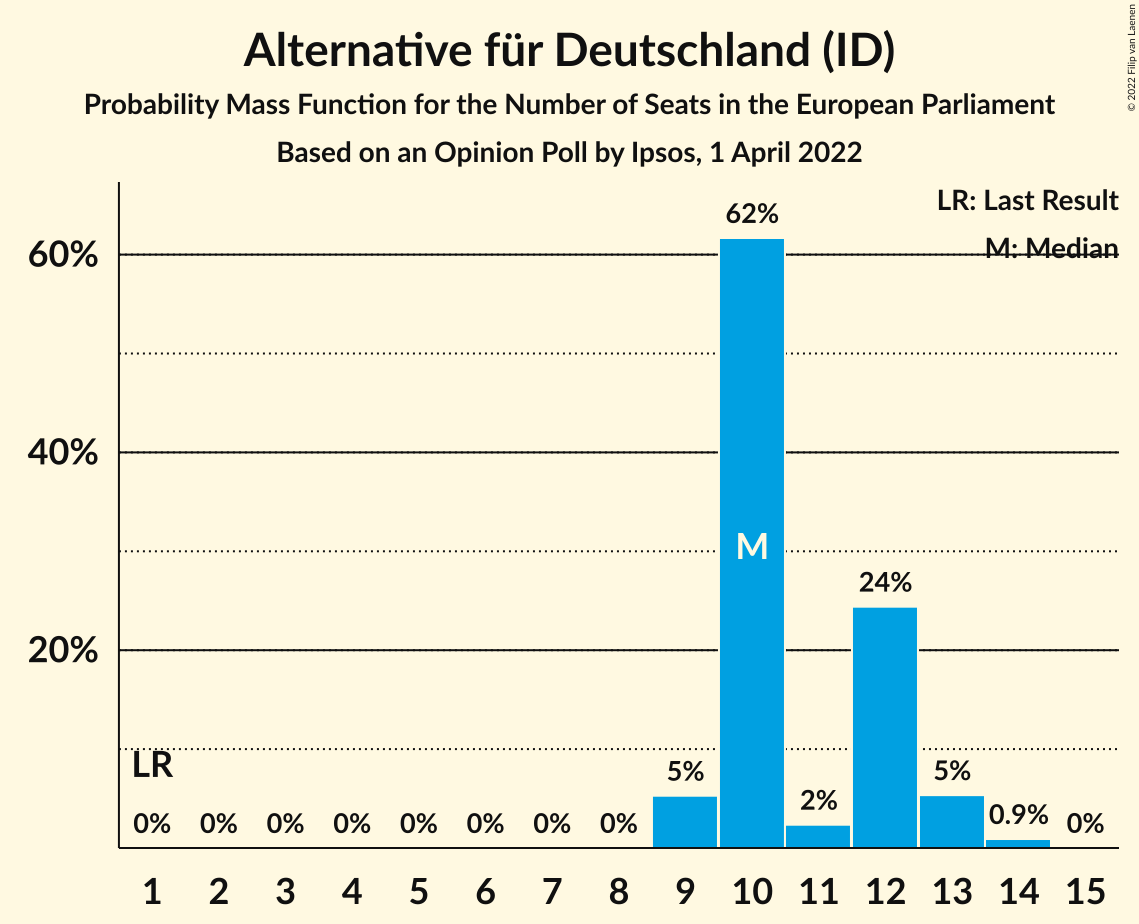 Alternative für Deutschland (ID)
Probability Mass Function for the Number of Seats in the European Parliament
Based on an Opinion Poll by Ipsos, 1 April 2022
© 2022 Filip van Laenen
LR: Last Result
M: Median
62%
60%
40%
M
24%
20%
LR
5%
5%
2%
0.9%
0% 0% 0% 0% 0% 0% 0% 0% 0%
1 2 3 4 5 6 7 8 9 10 11 12 13 14 15